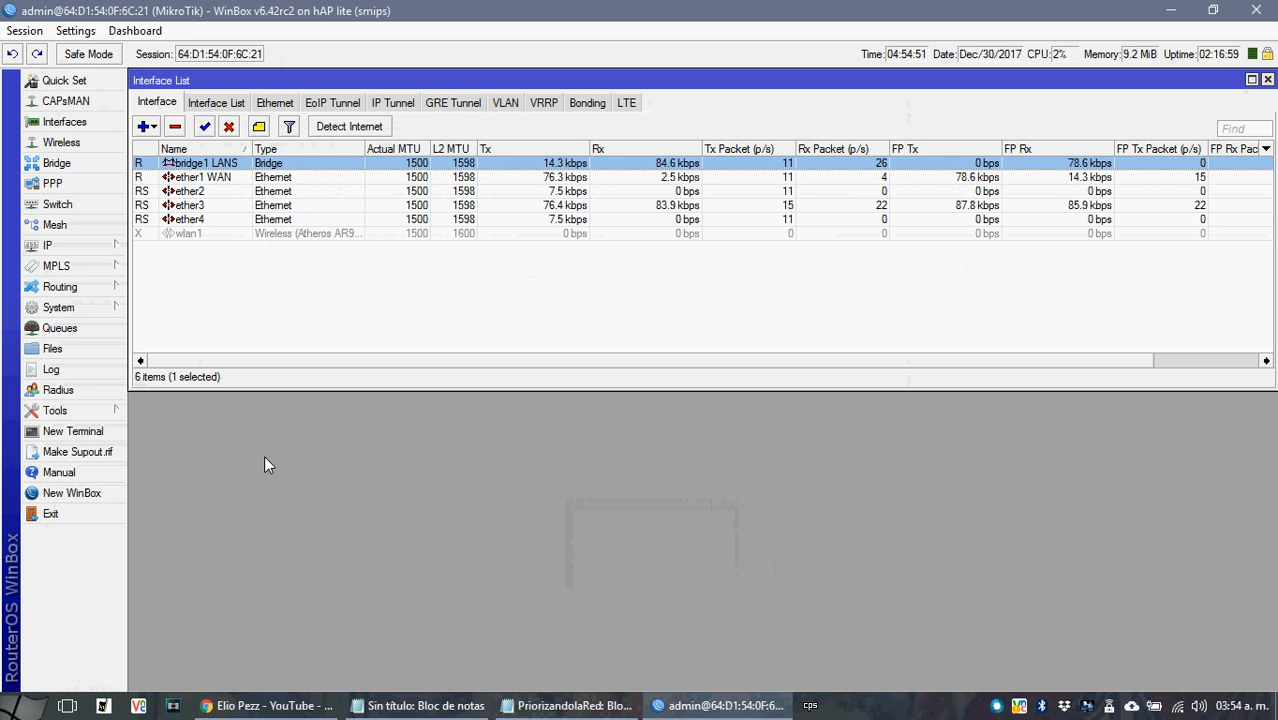 admin@64:D1:54:0F:6C:21 (MikroTik) - WinBox v6.42rc2 on hAP lite (smips)
Session Settings Dashboard
Safe Mode Session: 64:D1:54:0F:6C:21 Time: 04:54:51 Date: Dec/30/2017 CPU: 2% Memory: 9.2 MiB Uptime: 02:16:59
Quick Set
CAPsMAN
Interfaces
Wireless
Bridge
PPP
Switch
Mesh
IP
MPLS
Routing
System
Queues
Files
Log
Radius
Tools
New Terminal
Make Supout.rif
Manual
New WinBox
Exit
RouterOS WinBox
Interface List
Interface Interface List Ethernet EoIP Tunnel IP Tunnel GRE Tunnel VLAN VRRP Bonding LTE
Detect Internet Find
Name Type Actual MTU L2 MTU Tx Rx Tx Packet (p/s) Rx Packet (p/s) FP Tx FP Rx FP Tx Packet (p/s) FP Rx Pac
R bridge1 LANS Bridge 1500 1598 14.3 kbps 84.6 kbps 11 26 0 bps 78.6 kbps 0
R ether1 WAN Ethernet 1500 1598 76.3 kbps 2.5 kbps 11 4 78.6 kbps 14.3 kbps 15
RS ether2 Ethernet 1500 1598 7.5 kbps 0 bps 11 0 0 bps 0 bps 0
RS ether3 Ethernet 1500 1598 76.4 kbps 83.9 kbps 15 22 87.8 kbps 85.9 kbps 22
RS ether4 Ethernet 1500 1598 7.5 kbps 0 bps 11 0 0 bps 0 bps 0
X wlan1 Wireless (Atheros AR9... 1500 1600 0 bps 0 bps 0 0 0 bps 0 bps 0
6 items (1 selected)
Elio Pezz - YouTube - ... Sin título: Bloc de notas PriorizandolaRed: Blo... admin@64:D1:54:0F:6... cps 03:54 a. m.